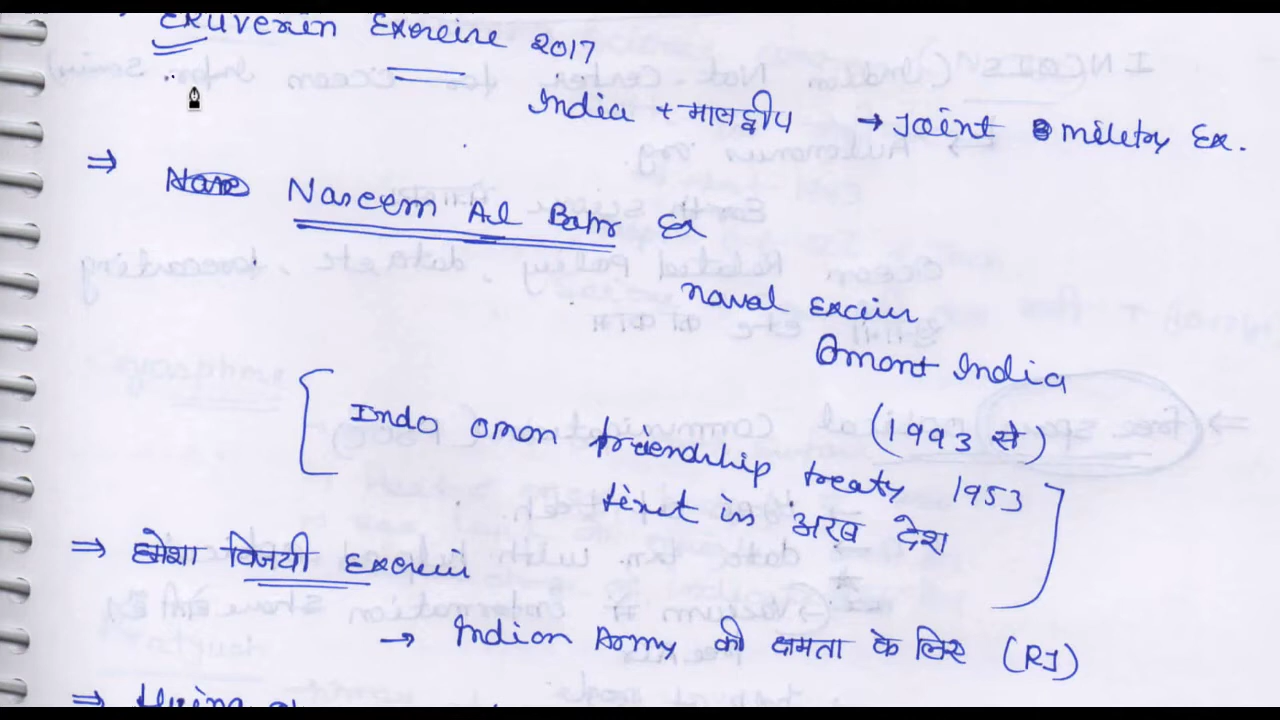 Ekuverin Exercise 2017
India + मालद्वीप → Joint military Ex.
⇒ Naseem Al Bahr Ex
naval Exercise
Oman+ India
(1993 से)
[ Indo oman friendship treaty 1953
first in अरब देश ]
⇒ हमेशा विजयी Exercise
→ Indian Army की क्षमता के लिए (RJ)
⇒